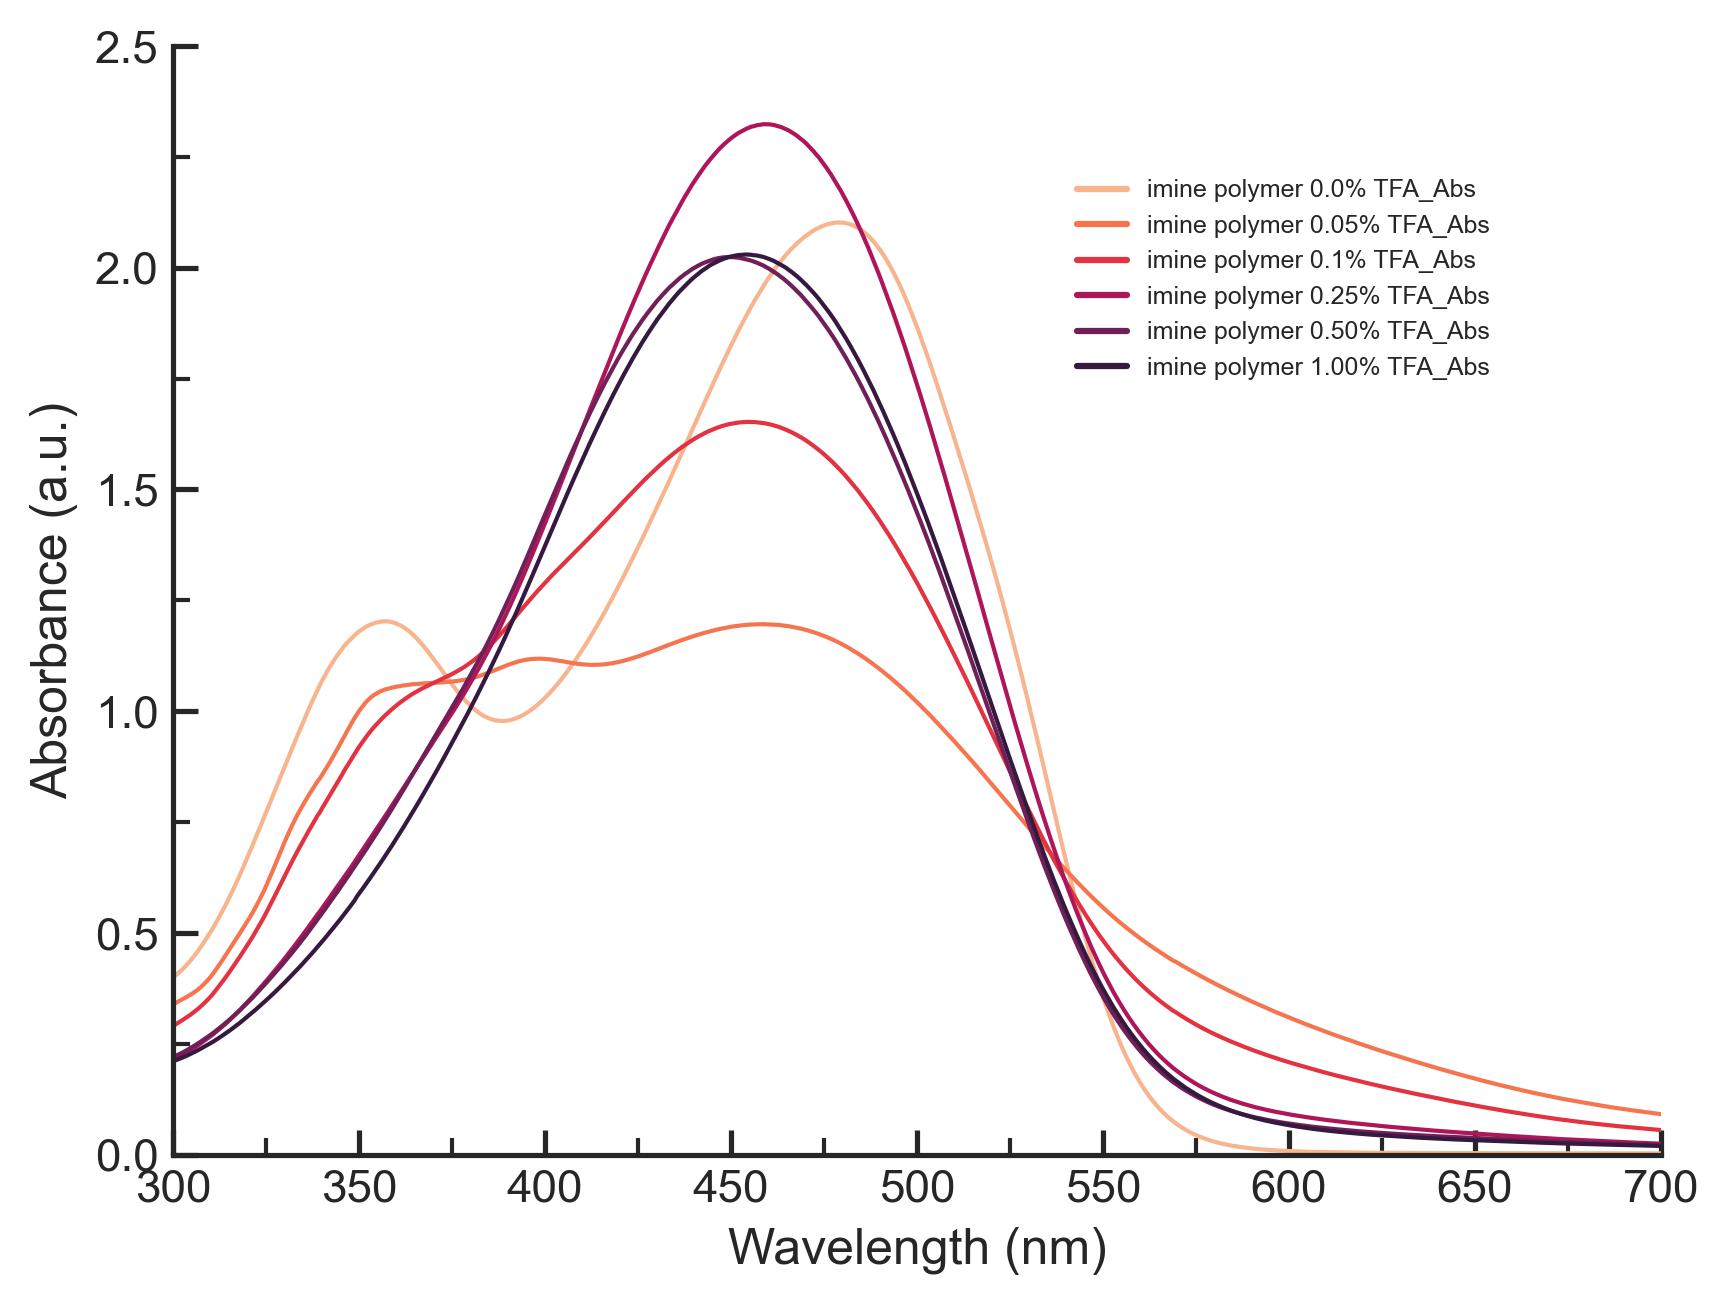 2.5
2.0
1.5
1.0
0.5
0.0
Absorbance (a.u.)
imine polymer 0.0% TFA_Abs
imine polymer 0.05% TFA_Abs
imine polymer 0.1% TFA_Abs
imine polymer 0.25% TFA_Abs
imine polymer 0.50% TFA_Abs
imine polymer 1.00% TFA_Abs
300 350 400 450 500 550 600 650 700
Wavelength (nm)